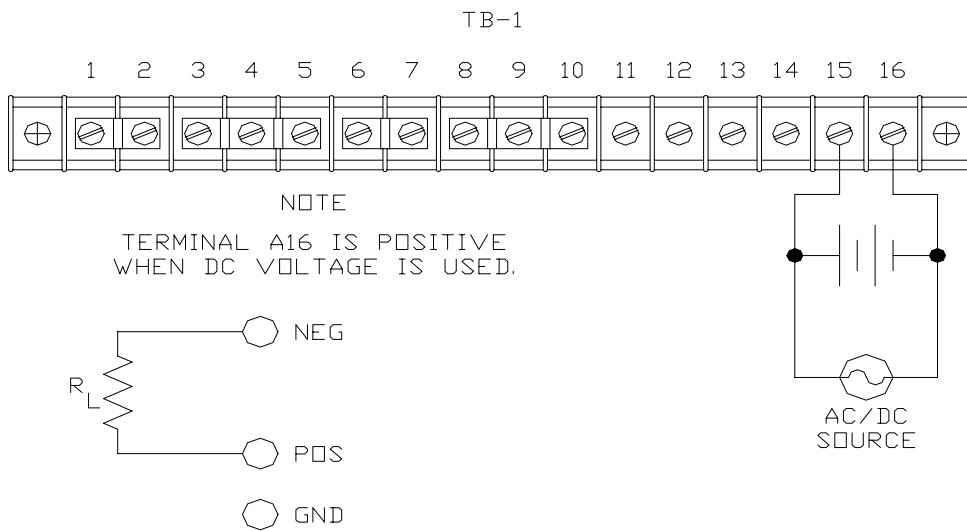 TB-1
1 2 3 4 5 6 7 8 9 10 11 12 13 14 15 16
NOTE
TERMINAL A16 IS POSITIVE
WHEN DC VOLTAGE IS USED.
NEG
RL
POS
GND
AC/DC
SOURCE